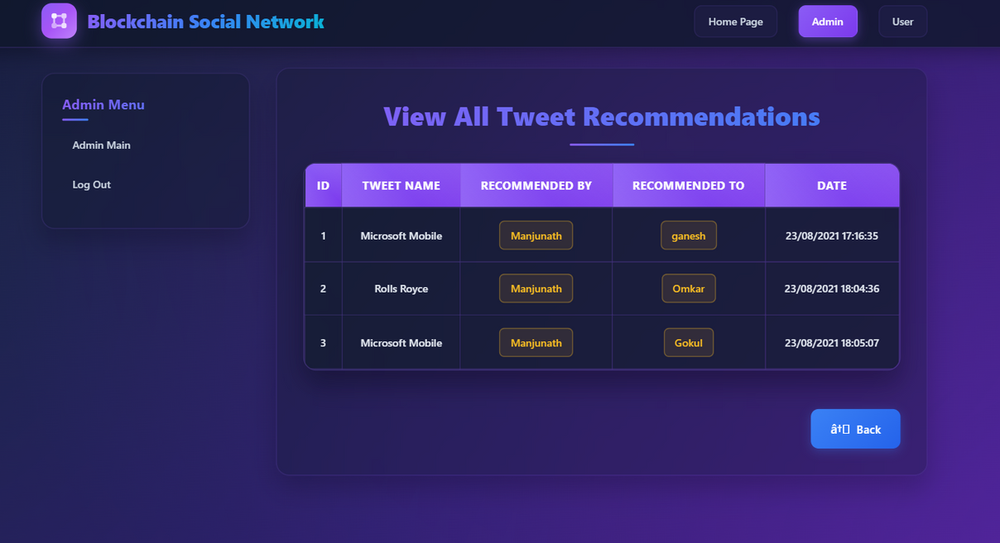 Blockchain Social Network
Home Page Admin User
Admin Menu
Admin Main
Log Out
View All Tweet Recommendations
ID TWEET NAME RECOMMENDED BY RECOMMENDED TO DATE
1 Microsoft Mobile Manjunath ganesh 23/08/2021 17:16:35
2 Rolls Royce Manjunath Omkar 23/08/2021 18:04:36
3 Microsoft Mobile Manjunath Gokul 23/08/2021 18:05:07
â†▯ Back